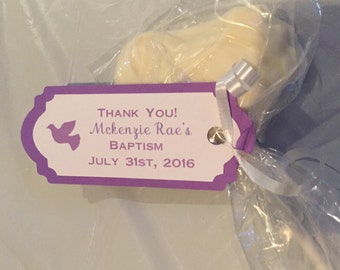 Thank You!
Mckenzie Rae's
Baptism
July 31st, 2016